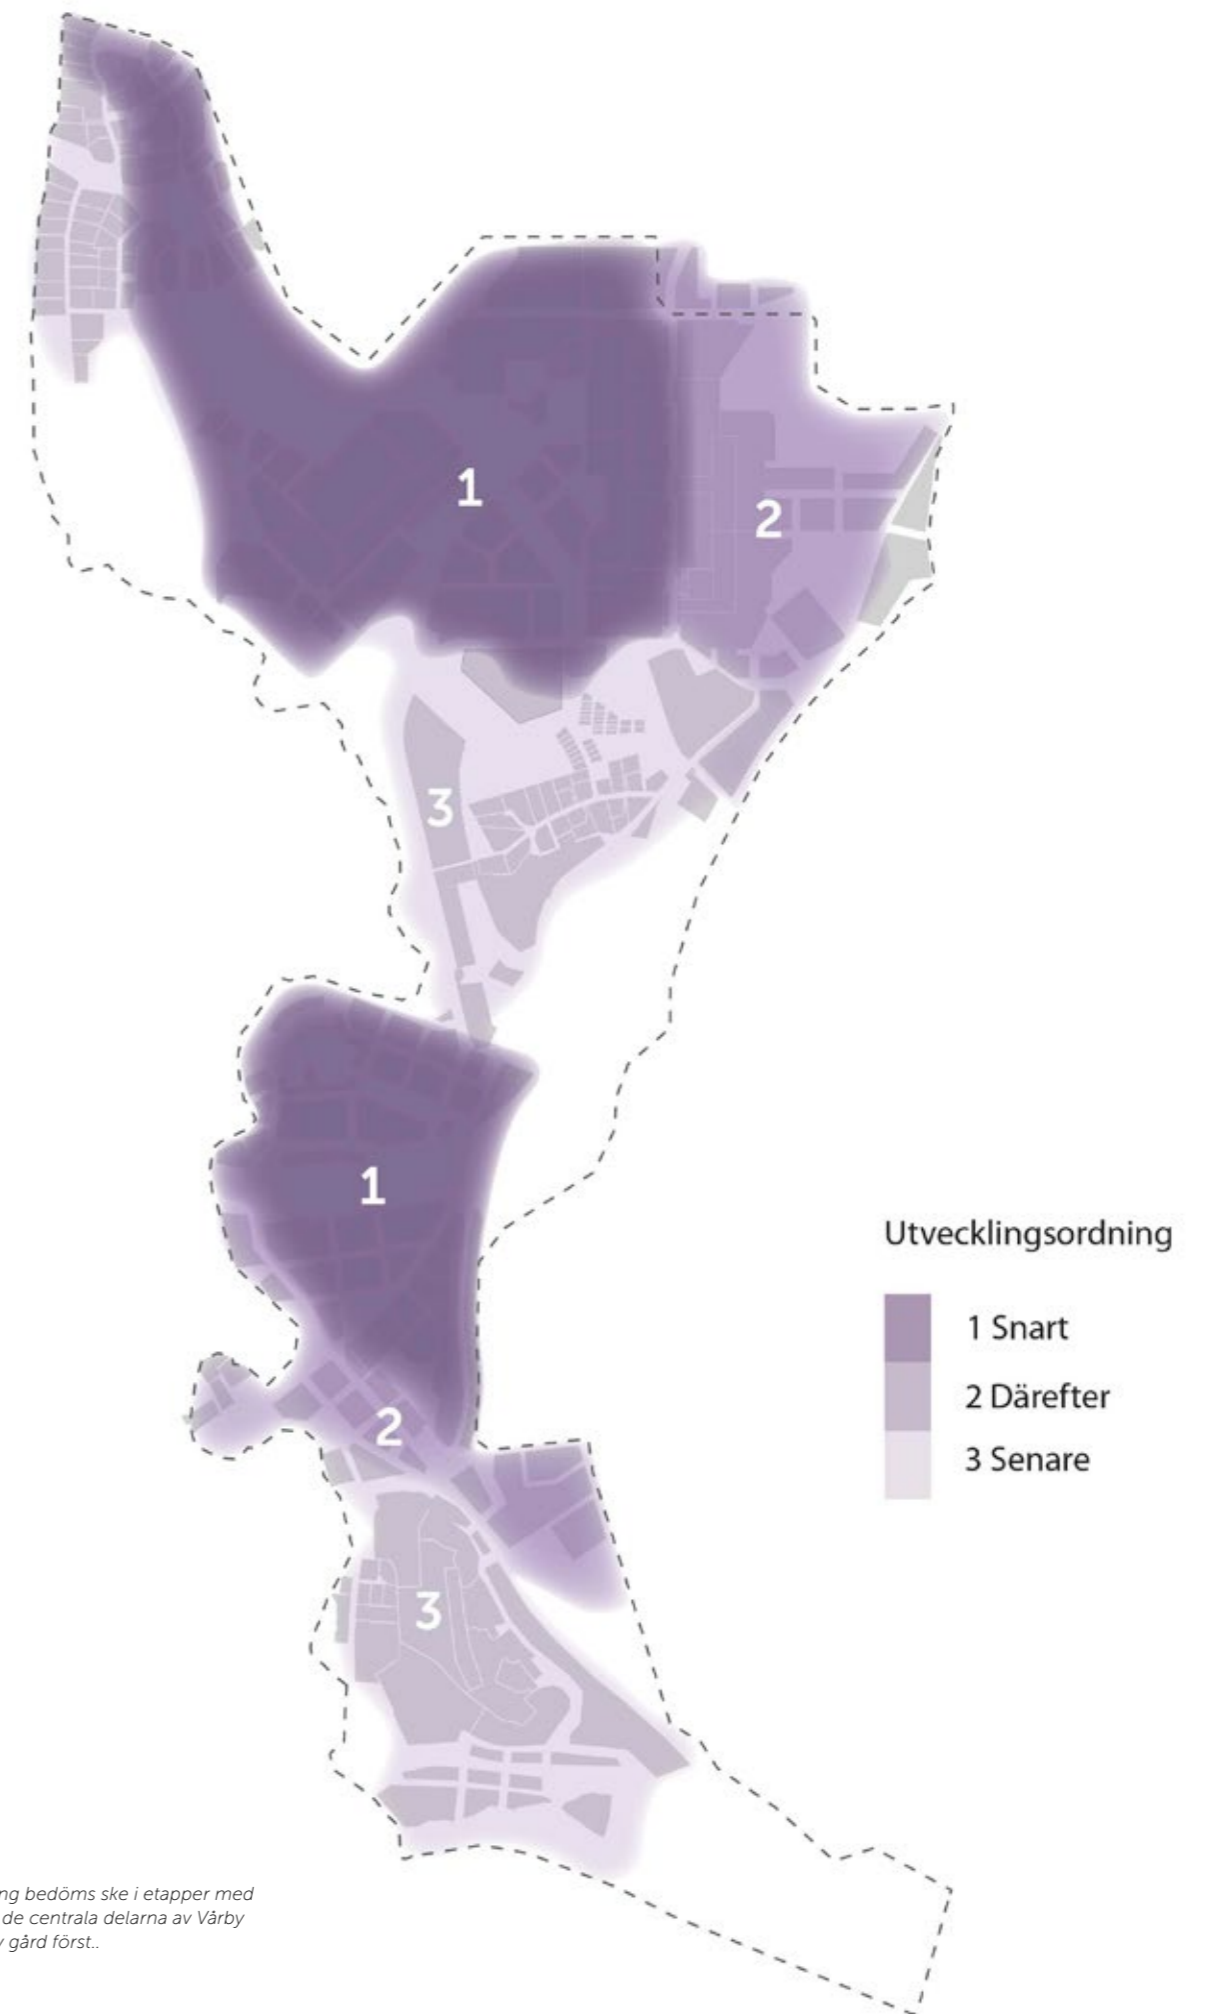 1
2
3
1
2
3
Utvecklingsordning
1 Snart
2 Därefter
3 Senare
ng bedöms ske i etapper med
de centrala delarna av Vårby
gård först..